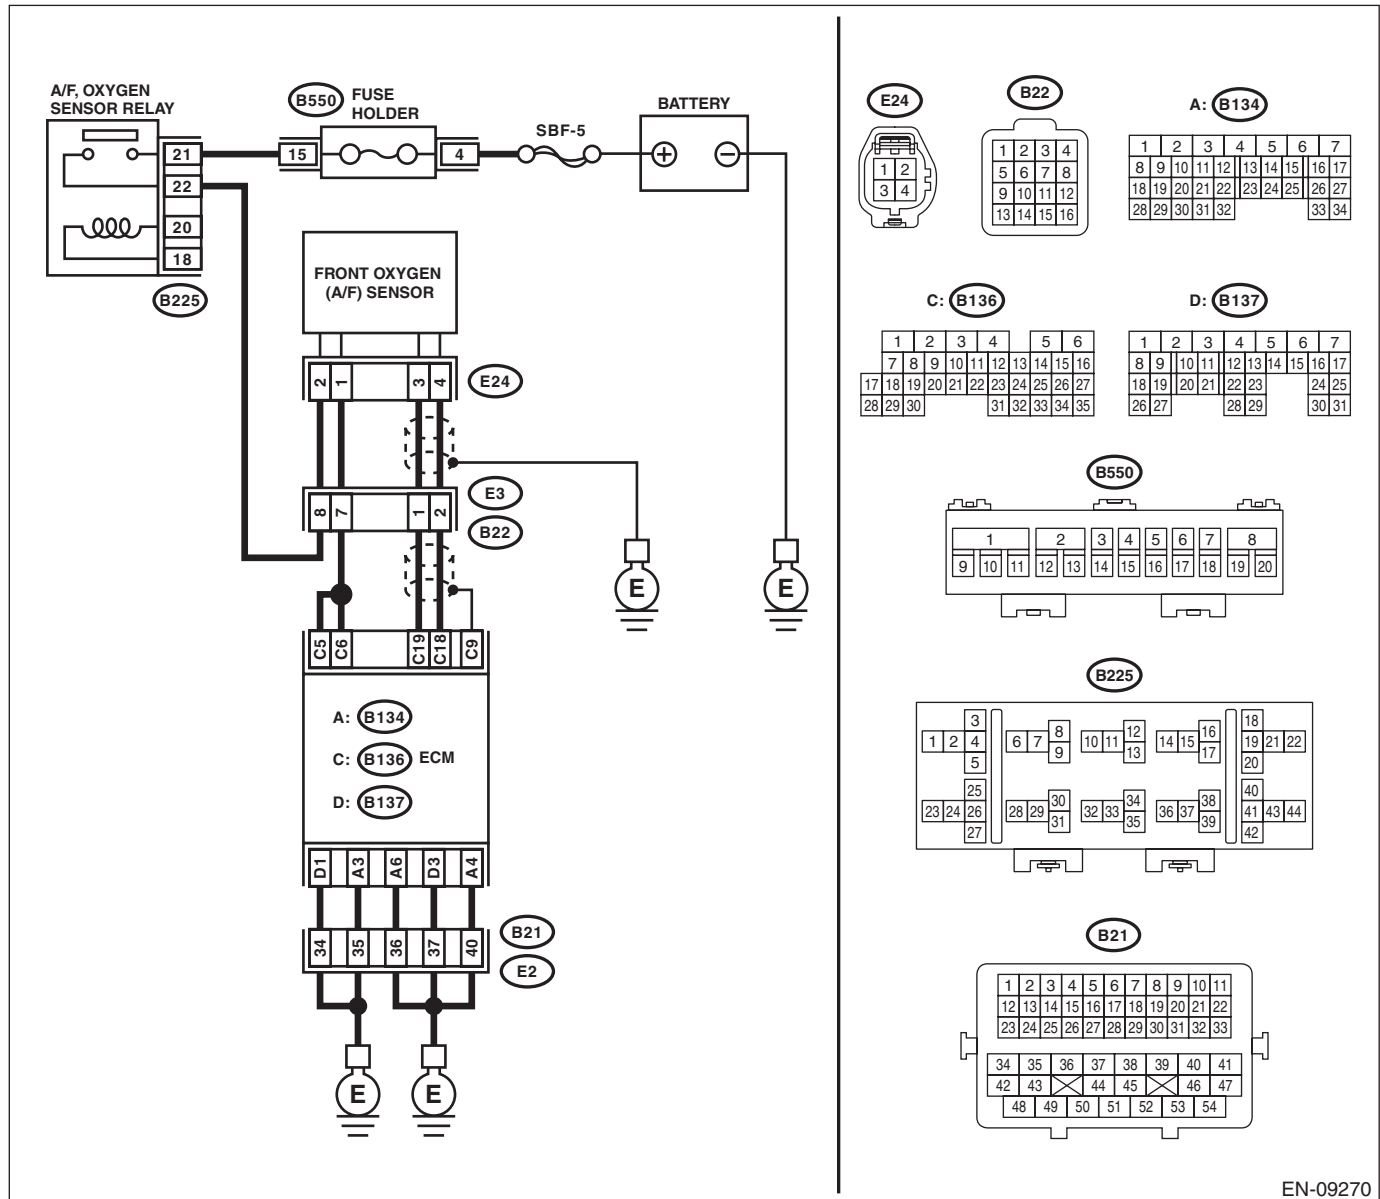 A/F, OXYGEN
SENSOR RELAY
B550
FUSE
HOLDER
SBF-5
BATTERY
21
15
4
22
20
18
B225
FRONT OXYGEN
(A/F) SENSOR
2 1 3 4
E24
8 7 1 2
E3
B22
E
E
C5 C6 C19 C18 C9
A: B134
C: B136 ECM
D: B137
D1 A3 A6 D3 A4
34 35 36 37 40
B21
E2
E
E
E24
1 2
3 4
B22
1 2 3 4
5 6 7 8
9 10 11 12
13 14 15 16
A: B134
1 2 3 4 5 6 7
8 9 10 11 12 13 14 15 16 17
18 19 20 21 22 23 24 25 26 27
28 29 30 31 32 33 34
C: B136
1 2 3 4 5 6
7 8 9 10 11 12 13 14 15 16
17 18 19 20 21 22 23 24 25 26 27
28 29 30 31 32 33 34 35
D: B137
1 2 3 4 5 6 7
8 9 10 11 12 13 14 15 16 17
18 19 20 21 22 23 24 25
26 27 28 29 30 31
B550
1 2 3 4 5 6 7 8
9 10 11 12 13 14 15 16 17 18 19 20
B225
3 8 12 16 18
1 2 4 6 7 10 11 14 15 19 21 22
5 9 13 17 20
25 30 34 38 40
23 24 26 28 29 32 33 36 37 41 43 44
27 31 35 39 42
B21
1 2 3 4 5 6 7 8 9 10 11
12 13 14 15 16 17 18 19 20 21 22
23 24 25 26 27 28 29 30 31 32 33
34 35 36 37 38 39 40 41
42 43 44 45 46 47
48 49 50 51 52 53 54
EN-09270